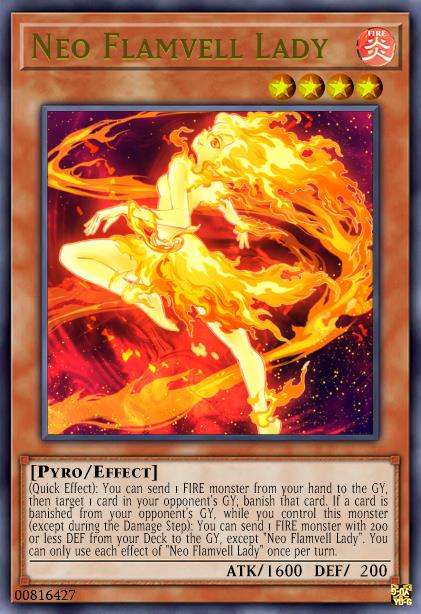 Neo Flamvell Lady
FIRE
炎
[Pyro/Effect]
(Quick Effect): You can send 1 FIRE monster from your hand to the GY,
then target 1 card in your opponent's GY; banish that card. If a card is
banished from your opponent's GY, while you control this monster
(except during the Damage Step): You can send 1 FIRE monster with 200
or less DEF from your Deck to the GY, except "Neo Flamvell Lady". You
can only use each effect of "Neo Flamvell Lady" once per turn.
ATK/1600 DEF/ 200
00816427